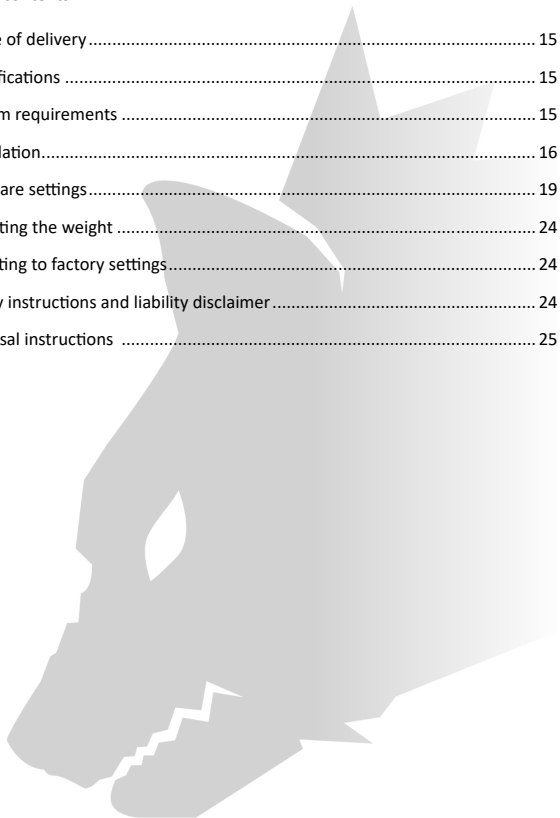 e of delivery ........ 15
fications ........ 15
m requirements ........ 15
lation ........ 16
are settings ........ 19
ting the weight ........ 24
ting to factory settings ........ 24
y instructions and liability disclaimer ........ 24
sal instructions ........ 25